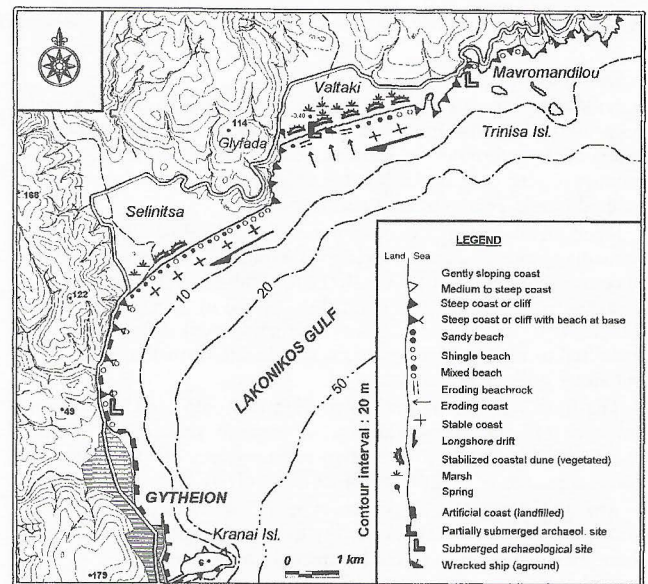 Mavromandilou
Valtaki
Trinisa Isl.
-0.40
114
Glyfada
168
Selinitsa
10
20
50
122
LAKONIKOS GULF
49
GYTHEION
Kranai Isl.
179
0 1 km
Contour interval : 20 m
LEGEND
Land Sea
Gently sloping coast
Medium to steep coast
Steep coast or cliff
Steep coast or cliff with beach at base
Sandy beach
Shingle beach
Mixed beach
Eroding beachrock
Eroding coast
Stable coast
Longshore drift
Stabilized coastal dune (vegetated)
Marsh
Spring
Artificial coast (landfilled)
Partially submerged archaeol. site
Submerged archaeological site
Wrecked ship (aground)